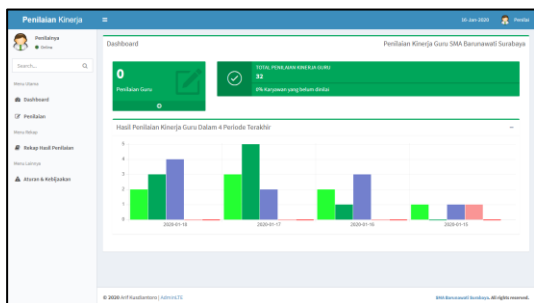 Penilaian Kinerja
10-Jan-2020
Penilai
Penilainya
Online
Search...
Menu Utama
Dashboard
Penilaian
Menu Rekap
Rekap Hasil Penilaian
Menu Lainnya
Aturan & Kebijakan
Dashboard
Penilaian Kinerja Guru SMA Barunawati Surabaya
0
Penilaian Guru
TOTAL PENILAIAN KINERJA GURU
32
0% Karyawan yang belum dinilai
Hasil Penilaian Kinerja Guru Dalam 4 Periode Terakhir
5
4
3
2
1
0
2020-01-18
2020-01-17
2020-01-16
2020-01-15
© 2020 Arif Kusdiantoro | AdminLTE
SMA Barunawati Surabaya. All rights reserved.